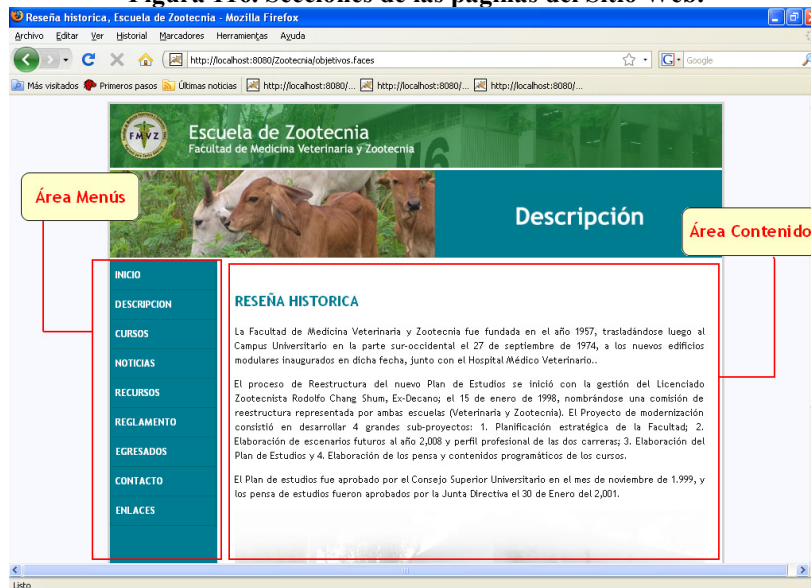 Figura 116. Secciones de las páginas del Sitio Web.
Reseña historica, Escuela de Zootecnia - Mozilla Firefox
Archivo Editar Ver Historial Marcadores Herramientas Ayuda
http://localhost:8080/Zootecnia/objetivos.faces
Google
Más visitados Primeros pasos Últimas noticias http://localhost:8080/... http://localhost:8080/... http://localhost:8080/...
FMVZ
Escuela de Zootecnia
Facultad de Medicina Veterinaria y Zootecnia
Área Menús
Descripción
Área Contenido
INICIO
DESCRIPCION
CURSOS
NOTICIAS
RECURSOS
REGLAMENTO
EGRESADOS
CONTACTO
ENLACES
RESEÑA HISTORICA
La Facultad de Medicina Veterinaria y Zootecnia fue fundada en el año 1957, trasladándose luego al
Campus Universitario en la parte sur-occidental el 27 de septiembre de 1974, a los nuevos edificios
modulares inaugurados en dicha fecha, junto con el Hospital Médico Veterinario..
El proceso de Reestructura del nuevo Plan de Estudios se inició con la gestión del Licenciado
Zootecnista Rodolfo Chang Shum, Ex-Decano; el 15 de enero de 1998, nombrándose una comisión de
reestructura representada por ambas escuelas (Veterinaria y Zootecnia). El Proyecto de modernización
consistió en desarrollar 4 grandes sub-proyectos: 1. Planificación estratégica de la Facultad; 2.
Elaboración de escenarios futuros al año 2,008 y perfil profesional de las dos carreras; 3. Elaboración del
Plan de Estudios y 4. Elaboración de los pensa y contenidos programáticos de los cursos.
El Plan de estudios fue aprobado por el Consejo Superior Universitario en el mes de noviembre de 1.999, y
los pensa de estudios fueron aprobados por la Junta Directiva el 30 de Enero del 2,001.
Listo